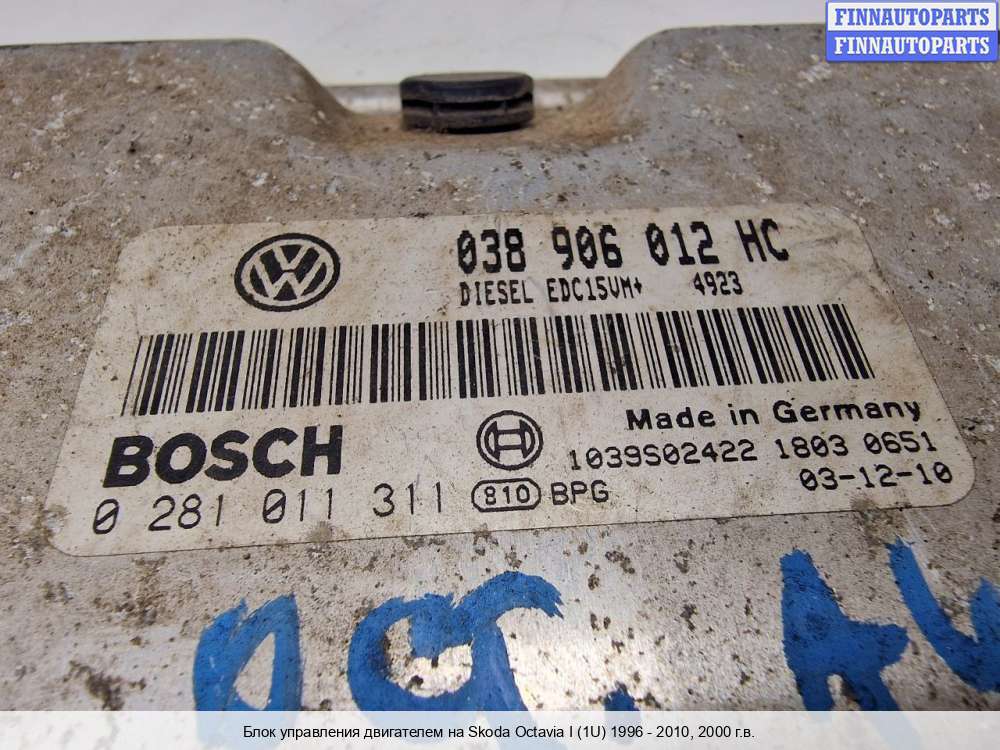 FINNAUTOPARTS
FINNAUTOPARTS
038 906 012 HC
DIESEL EDC15VM+ 4923
Made in Germany
BOSCH
1039S02422 1803 0651
0 281 011 311 810 BPG
03-12-10
Блок управления двигателем на Skoda Octavia I (1U) 1996 - 2010, 2000 г.в.